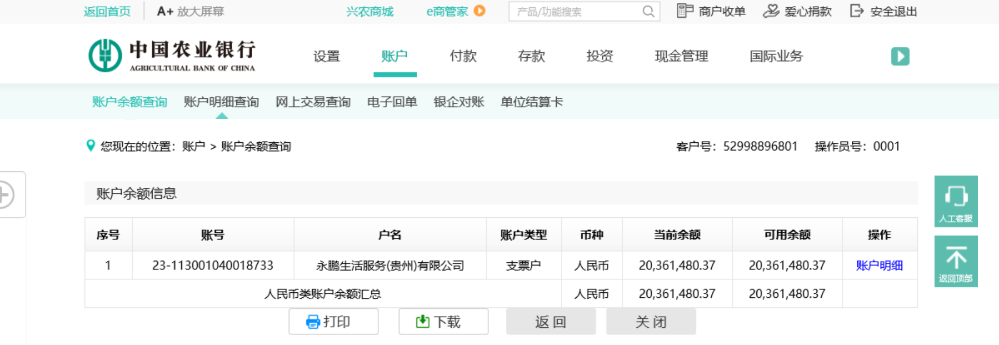 返回首页 A+ 放大屏幕 兴农商城 e商管家 产品/功能搜索 商户收单 爱心捐款 安全退出
中国农业银行
AGRICULTURAL BANK OF CHINA
设置 账户 付款 存款 投资 现金管理 国际业务
账户余额查询 账户明细查询 网上交易查询 电子回单 银企对账 单位结算卡
您现在的位置：账户 > 账户余额查询 客户号：52998896801 操作员号：0001
账户余额信息
人工客服
序号 账号 户名 账户类型 币种 当前余额 可用余额 操作
1 23-113001040018733 永鹏生活服务(贵州)有限公司 支票户 人民币 20,361,480.37 20,361,480.37 账户明细
返回顶部
人民币类账户余额汇总 人民币 20,361,480.37 20,361,480.37
打印 下载 返回 关闭